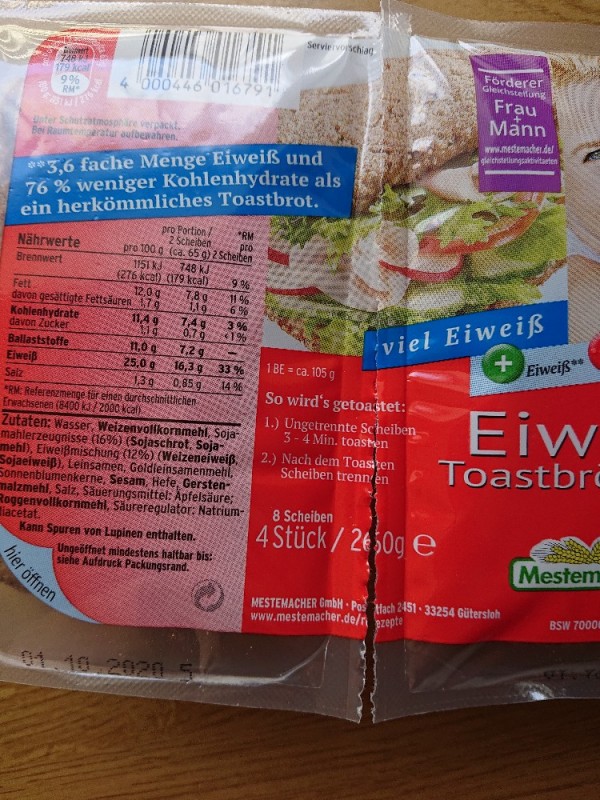 Brennwert
748 kJ
179 kcal
9%
RM*
4 000446 016791
Serviervorschlag
Unter Schutzatmosphäre verpackt.
Bei Raumtemperatur aufbewahren.
**3,6 fache Menge Eiweiß und
76 % weniger Kohlenhydrate als
ein herkömmliches Toastbrot.
Nährwerte pro 100 g pro Portion / 2 Scheiben (ca. 65 g) *RM pro 2 Scheiben
Brennwert 1151 kJ 748 kJ
(276 kcal) (179 kcal) 9 %
Fett 12,0 g 7,8 g 11 %
davon gesättigte Fettsäuren 1,7 g 1,1 g 6 %
Kohlenhydrate 11,4 g 7,4 g 3 %
davon Zucker 1,1 g 0,7 g <1 %
Ballaststoffe 11,0 g 7,2 g —
Eiweiß 25,0 g 16,3 g 33 %
Salz 1,3 g 0,85 g 14 %
*RM: Referenzmenge für einen durchschnittlichen
Erwachsenen (8400 kJ / 2000 kcal)
Zutaten: Wasser, Weizenvollkornmehl, Soja-
mahlerzeugnisse (16%) (Sojaschrot, Soja-
mehl), Eiweißmischung (12%) (Weizeneiweiß,
Sojaeiweiß), Leinsamen, Goldleinsamenmehl,
Sonnenblumenkerne, Sesam, Hefe, Gersten-
malzmehl, Salz, Säuerungsmittel: Äpfelsäure;
Roggenvollkornmehl, Säureregulator: Natrium-
diacetat.
Kann Spuren von Lupinen enthalten.
Ungeöffnet mindestens haltbar bis:
siehe Aufdruck Packungsrand.
hier öffnen
01.10.2020 5
1 BE = ca. 105 g
So wird's getoastet:
1.) Ungetrennte Scheiben
3 - 4 Min. toasten
2.) Nach dem Toasten
Scheiben trennen
8 Scheiben
4 Stück / 260g e
MESTEMACHER GmbH · Postfach 2451 · 33254 Gütersloh
www.mestemacher.de/rezepte
Förderer
Gleichstellung
Frau
+
Mann
www.mestemacher.de/
gleichstellungsaktivitaeten
viel Eiweiß
+ Eiweiß**
Eiw
Toastbrö
Mestem
BSW 7000